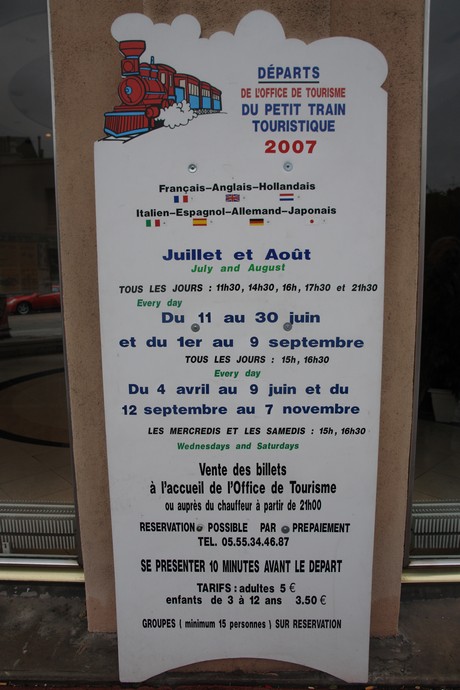 DÉPARTS
DE L'OFFICE DE TOURISME
DU PETIT TRAIN
TOURISTIQUE
2007
Français-Anglais-Hollandais
Italien-Espagnol-Allemand-Japonais
Juillet et Août
July and August
TOUS LES JOURS : 11h30, 14h30, 16h, 17h30 et 21h30
Every day
Du 11 au 30 juin
et du 1er au 9 septembre
TOUS LES JOURS : 15h, 16h30
Every day
Du 4 avril au 9 juin et du
12 septembre au 7 novembre
LES MERCREDIS ET LES SAMEDIS : 15h, 16h30
Wednesdays and Saturdays
Vente des billets
à l'accueil de l'Office de Tourisme
ou auprès du chauffeur à partir de 21h00
RESERVATION POSSIBLE PAR PREPAIEMENT
TEL. 05.55.34.46.87
SE PRESENTER 10 MINUTES AVANT LE DEPART
TARIFS : adultes 5 €
enfants de 3 à 12 ans 3.50 €
GROUPES ( minimum 15 personnes ) SUR RESERVATION